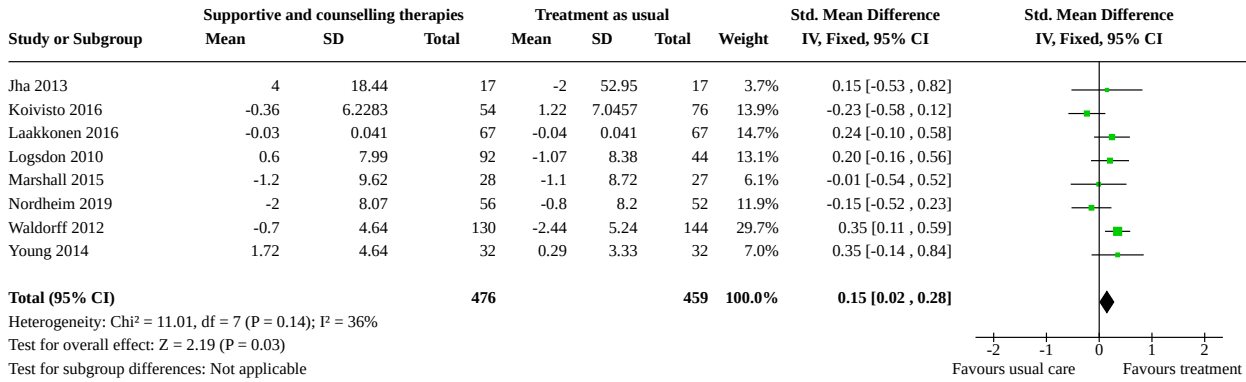 Supportive and counselling therapies Treatment as usual Std. Mean Difference Std. Mean Difference
Study or Subgroup Mean SD Total Mean SD Total Weight IV, Fixed, 95% CI IV, Fixed, 95% CI
Jha 2013 4 18.44 17 -2 52.95 17 3.7% 0.15 [-0.53 , 0.82]
Koivisto 2016 -0.36 6.2283 54 1.22 7.0457 76 13.9% -0.23 [-0.58 , 0.12]
Laakkonen 2016 -0.03 0.041 67 -0.04 0.041 67 14.7% 0.24 [-0.10 , 0.58]
Logsdon 2010 0.6 7.99 92 -1.07 8.38 44 13.1% 0.20 [-0.16 , 0.56]
Marshall 2015 -1.2 9.62 28 -1.1 8.72 27 6.1% -0.01 [-0.54 , 0.52]
Nordheim 2019 -2 8.07 56 -0.8 8.2 52 11.9% -0.15 [-0.52 , 0.23]
Waldorff 2012 -0.7 4.64 130 -2.44 5.24 144 29.7% 0.35 [0.11 , 0.59]
Young 2014 1.72 4.64 32 0.29 3.33 32 7.0% 0.35 [-0.14 , 0.84]
Total (95% CI) 476 459 100.0% 0.15 [0.02 , 0.28]
Heterogeneity: Chi² = 11.01, df = 7 (P = 0.14); I² = 36%
Test for overall effect: Z = 2.19 (P = 0.03) -2 -1 0 1 2
Test for subgroup differences: Not applicable Favours usual care Favours treatment